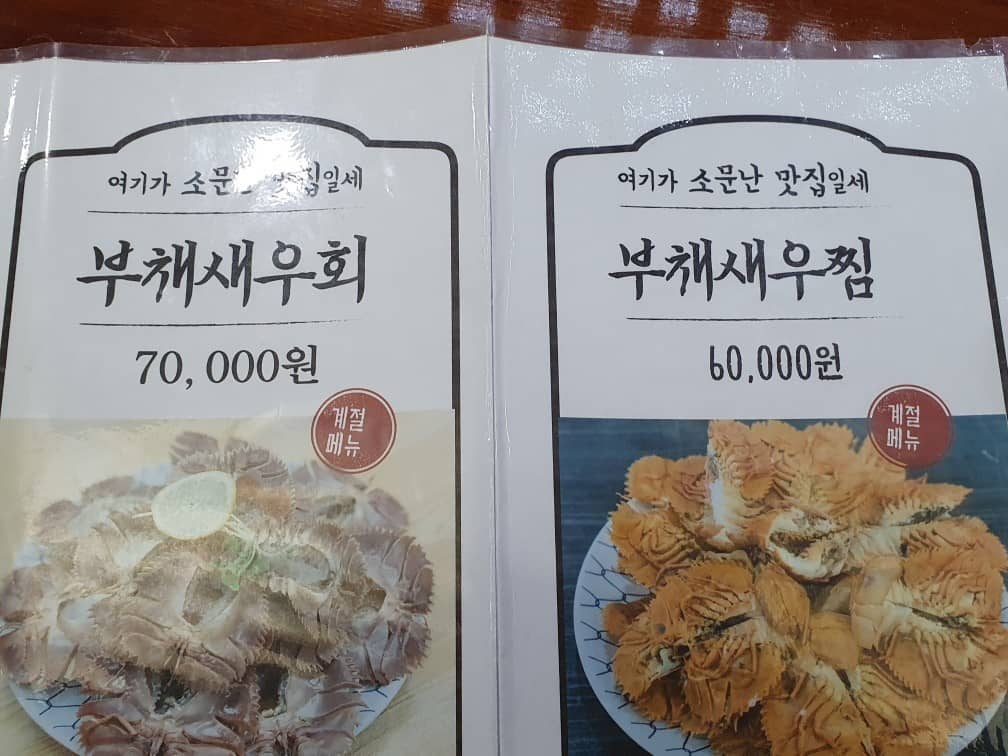 여기가 소문난 맛집일세
부채새우회
70,000원
계절
메뉴
여기가 소문난 맛집일세
부채새우찜
60,000원
계절
메뉴